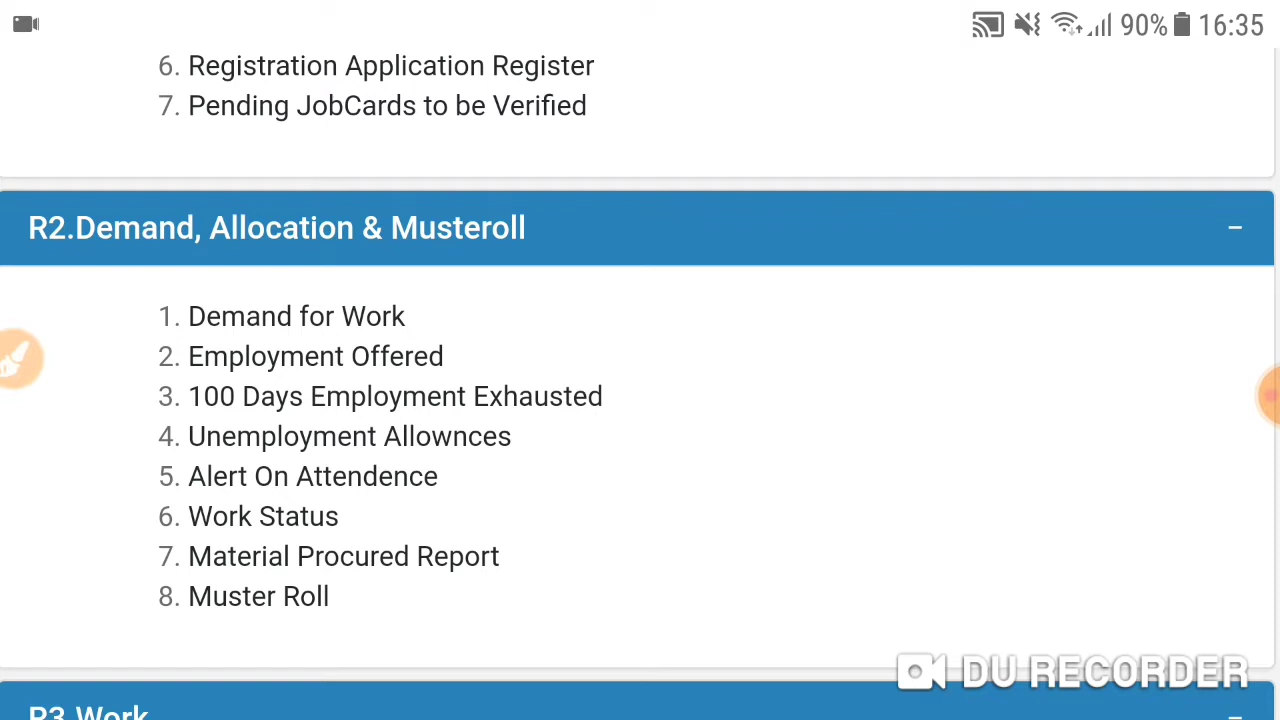 90% 16:35
6. Registration Application Register
7. Pending JobCards to be Verified
R2.Demand, Allocation & Musteroll
1. Demand for Work
2. Employment Offered
3. 100 Days Employment Exhausted
4. Unemployment Allownces
5. Alert On Attendence
6. Work Status
7. Material Procured Report
8. Muster Roll
DU RECORDER
R3.Work